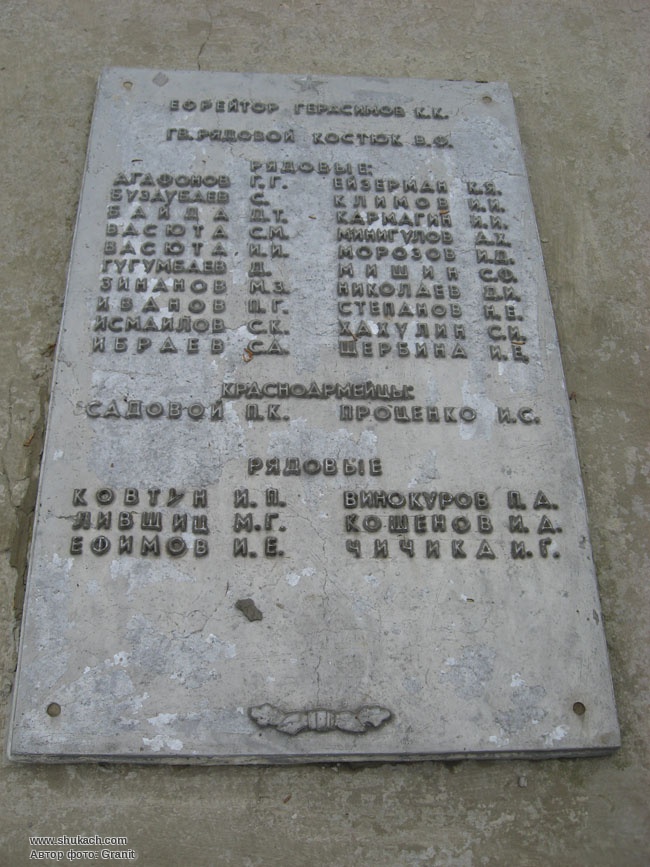 ЕФРЕЙТОР ГЕРАСИМОВ К.К.
ГВ.РЯДОВОЙ КОСТЮК В.Ф.
РЯДОВЫЕ:
АГАФОНОВ Г.Г. ЕЙЗЕРМАН К.Я.
БУЗАУБАЕВ С. КЛИМОВ И.И.
БАЙДА Д.Т. КАРМАГИН И.И.
ВАСЮТА С.М. МИНИГУЛОВ А.Х.
ВАСЮТА И.И. МОРОЗОВ И.Д.
ГУГУМБАЕВ Д. МИШИН С.Ф.
ЗИНАНОВ М.З. НИКОЛАЕВ Д.И.
ИВАНОВ П.Г. СТЕПАНОВ Н.Е.
ИСМАИЛОВ С.К. ХАХУЛИН С.И.
ИБРАЕВ С.А. ЩЕРБИНА И.Е.
КРАСНОАРМЕЙЦЫ:
САДОВОЙ П.К. ПРОЦЕНКО И.С.
РЯДОВЫЕ
КОВТУН И.П. ВИНОКУРОВ П.А.
ЛИВШИЦ М.Г. КОШЕНОВ И.А.
ЕФИМОВ И.Е. ЧИЧИКА И.Г.
www.shukach.com
Автор фото: Granit